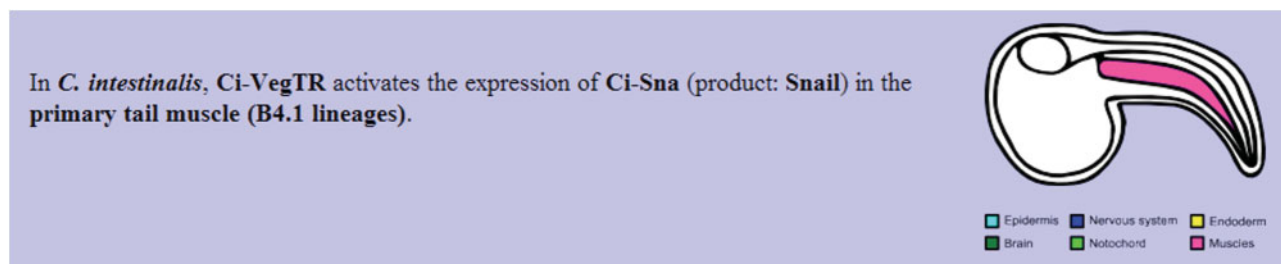 In C. intestinalis, Ci-VegTR activates the expression of Ci-Sna (product: Snail) in the
primary tail muscle (B4.1 lineages).
Epidermis Nervous system Endoderm
Brain Notochord Muscles